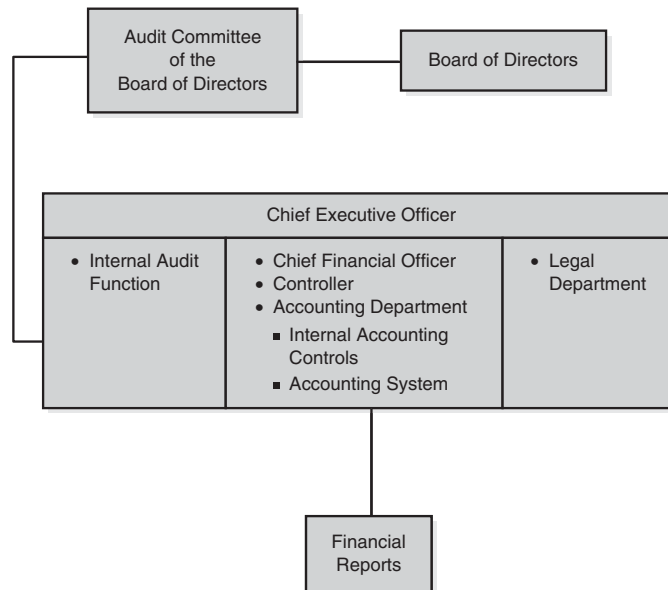 Audit Committee
of the
Board of Directors
Board of Directors
Chief Executive Officer
• Internal Audit
Function
• Chief Financial Officer
• Controller
• Accounting Department
▪ Internal Accounting
Controls
▪ Accounting System
• Legal
Department
Financial
Reports